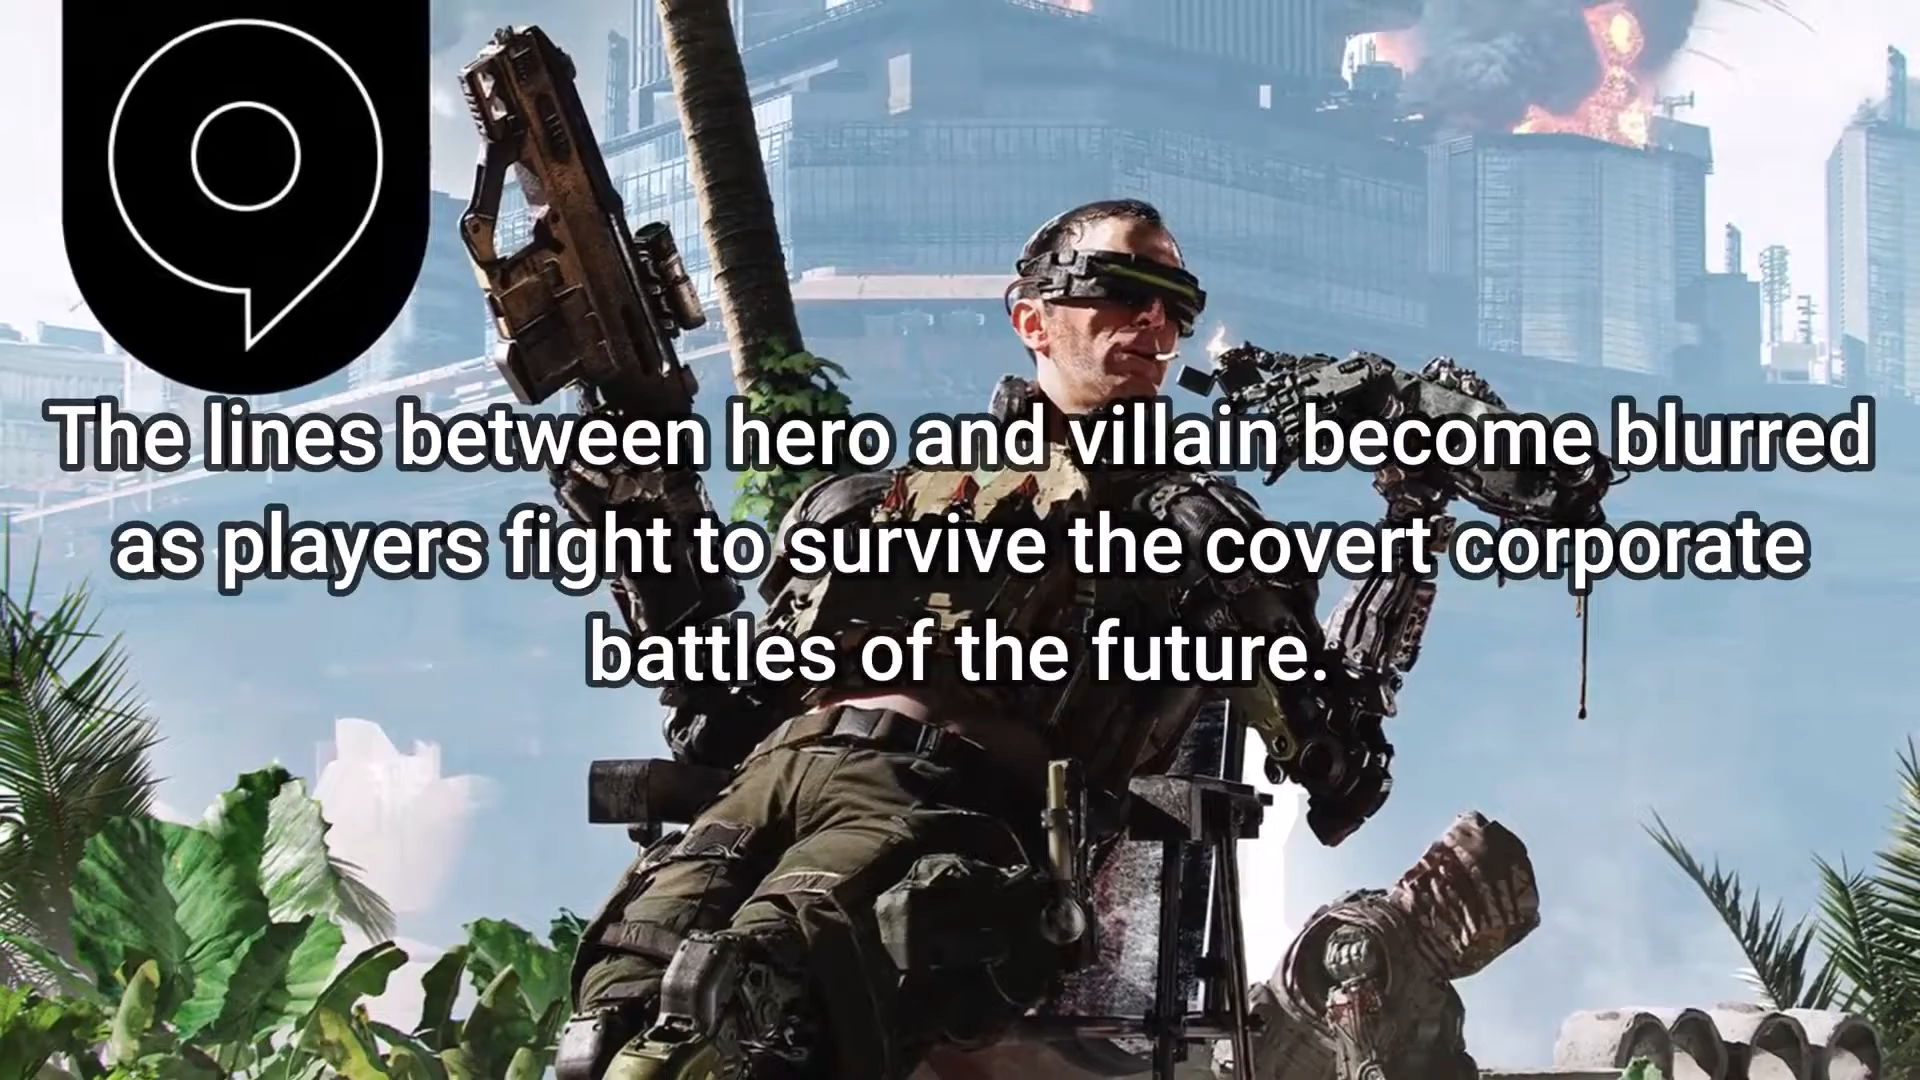 The lines between hero and villain become blurred
as players fight to survive the covert corporate
battles of the future.